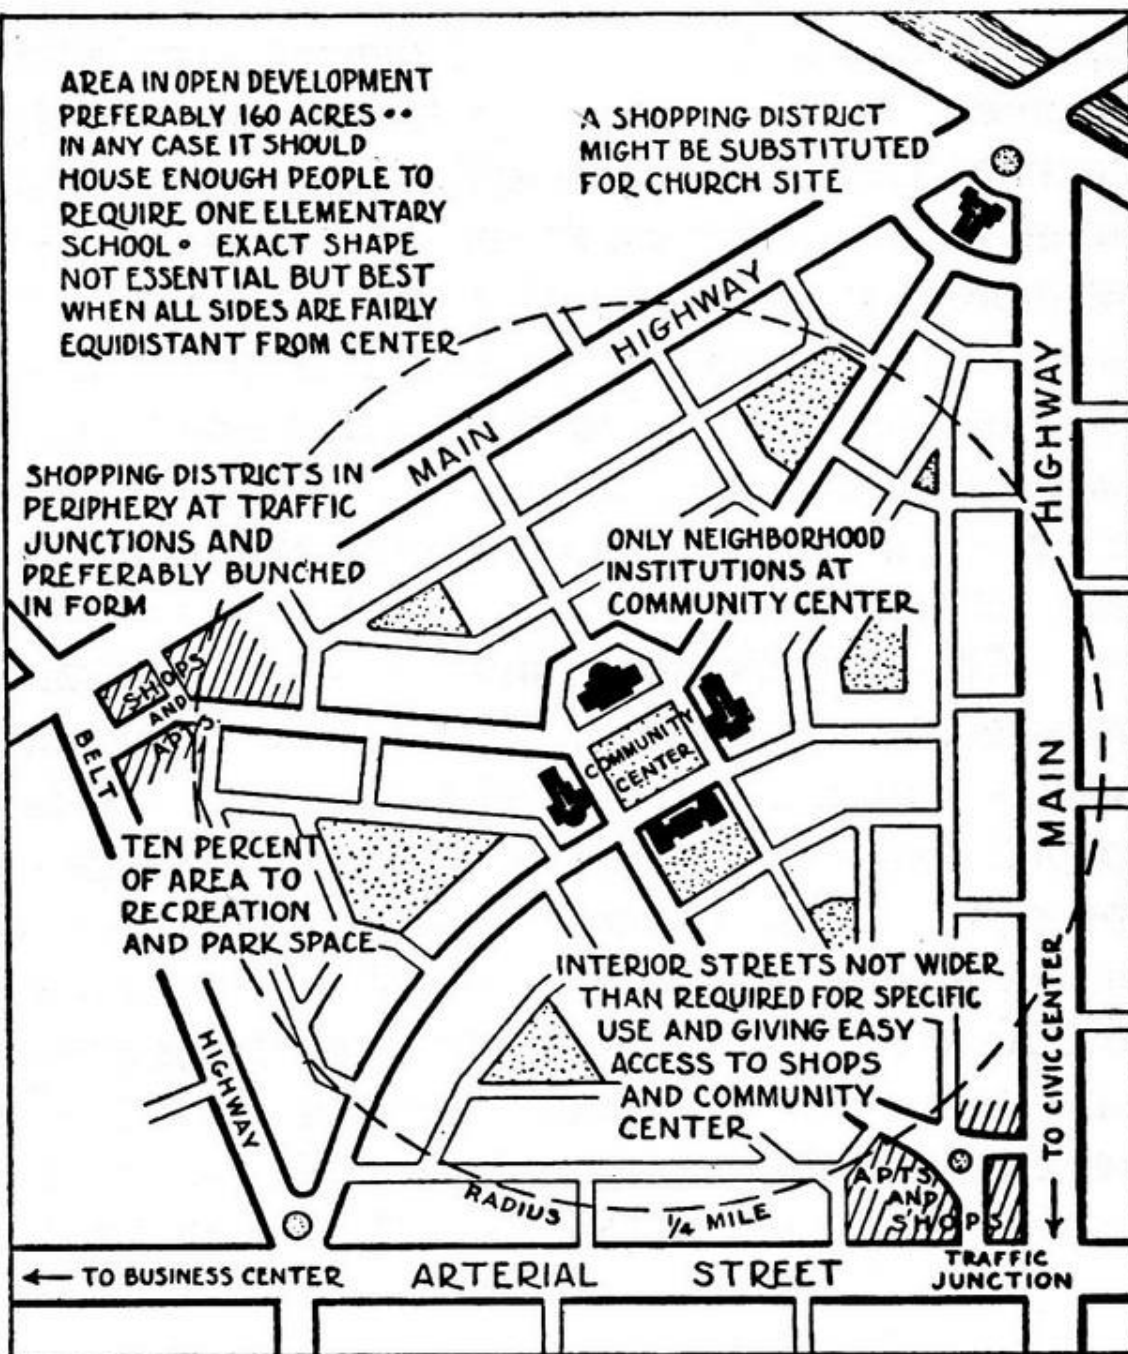 AREA IN OPEN DEVELOPMENT
PREFERABLY 160 ACRES ••
IN ANY CASE IT SHOULD
HOUSE ENOUGH PEOPLE TO
REQUIRE ONE ELEMENTARY
SCHOOL • EXACT SHAPE
NOT ESSENTIAL BUT BEST
WHEN ALL SIDES ARE FAIRLY
EQUIDISTANT FROM CENTER
A SHOPPING DISTRICT
MIGHT BE SUBSTITUTED
FOR CHURCH SITE
MAIN HIGHWAY
HIGHWAY
MAIN
SHOPPING DISTRICTS IN
PERIPHERY AT TRAFFIC
JUNCTIONS AND
PREFERABLY BUNCHED
IN FORM
ONLY NEIGHBORHOOD
INSTITUTIONS AT
COMMUNITY CENTER
SHOPS
AND
APTS.
BELT
COMMUNITY
CENTER
TEN PERCENT
OF AREA TO
RECREATION
AND PARK SPACE
INTERIOR STREETS NOT WIDER
THAN REQUIRED FOR SPECIFIC
USE AND GIVING EASY
ACCESS TO SHOPS
AND COMMUNITY
CENTER
HIGHWAY
TO CIVIC CENTER →
APTS.
AND
SHOPS
RADIUS
1/4 MILE
← TO BUSINESS CENTER
ARTERIAL STREET
TRAFFIC
JUNCTION